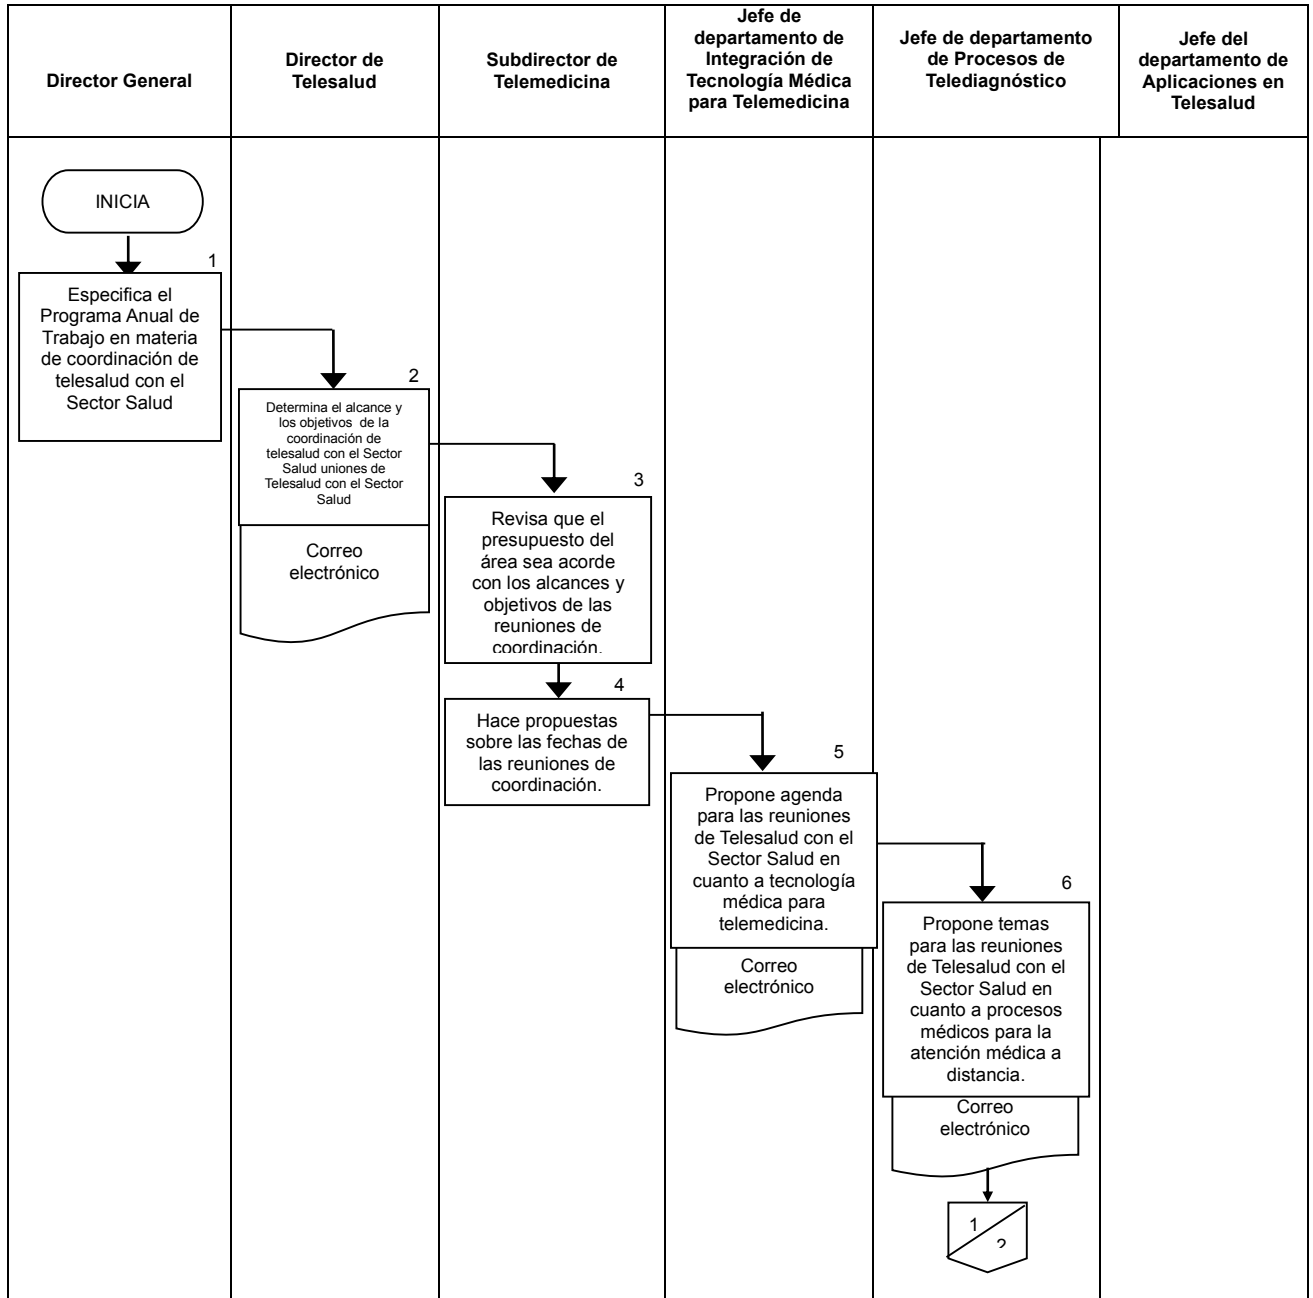 Director General
Director de
Telesalud
Subdirector de
Telemedicina
Jefe de
departamento de
Integración de
Tecnología Médica
para Telemedicina
Jefe de departamento
de Procesos de
Telediagnóstico
Jefe del
departamento de
Aplicaciones en
Telesalud
INICIA
1
Especifica el
Programa Anual de
Trabajo en materia
de coordinación de
telesalud con el
Sector Salud
2
Determina el alcance y
los objetivos de la
coordinación de
telesalud con el Sector
Salud uniones de
Telesalud con el Sector
Salud
Correo
electrónico
3
Revisa que el
presupuesto del
área sea acorde
con los alcances y
objetivos de las
reuniones de
coordinación.
4
Hace propuestas
sobre las fechas de
las reuniones de
coordinación.
5
Propone agenda
para las reuniones
de Telesalud con el
Sector Salud en
cuanto a tecnología
médica para
telemedicina.
Correo
electrónico
6
Propone temas
para las reuniones
de Telesalud con el
Sector Salud en
cuanto a procesos
médicos para la
atención médica a
distancia.
Correo
electrónico
1
2